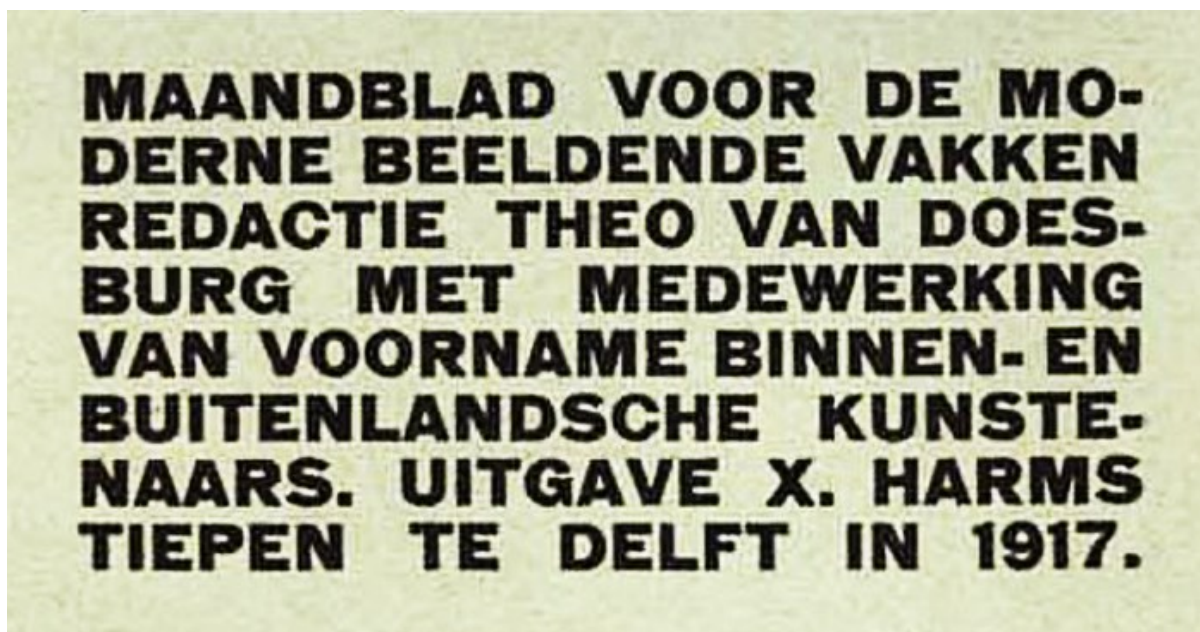 MAANDBLAD VOOR DE MO-
DERNE BEELDENDE VAKKEN
REDACTIE THEO VAN DOES-
BURG MET MEDEWERKING
VAN VOORNAME BINNEN- EN
BUITENLANDSCHE KUNSTE-
NAARS. UITGAVE X. HARMS
TIEPEN TE DELFT IN 1917.